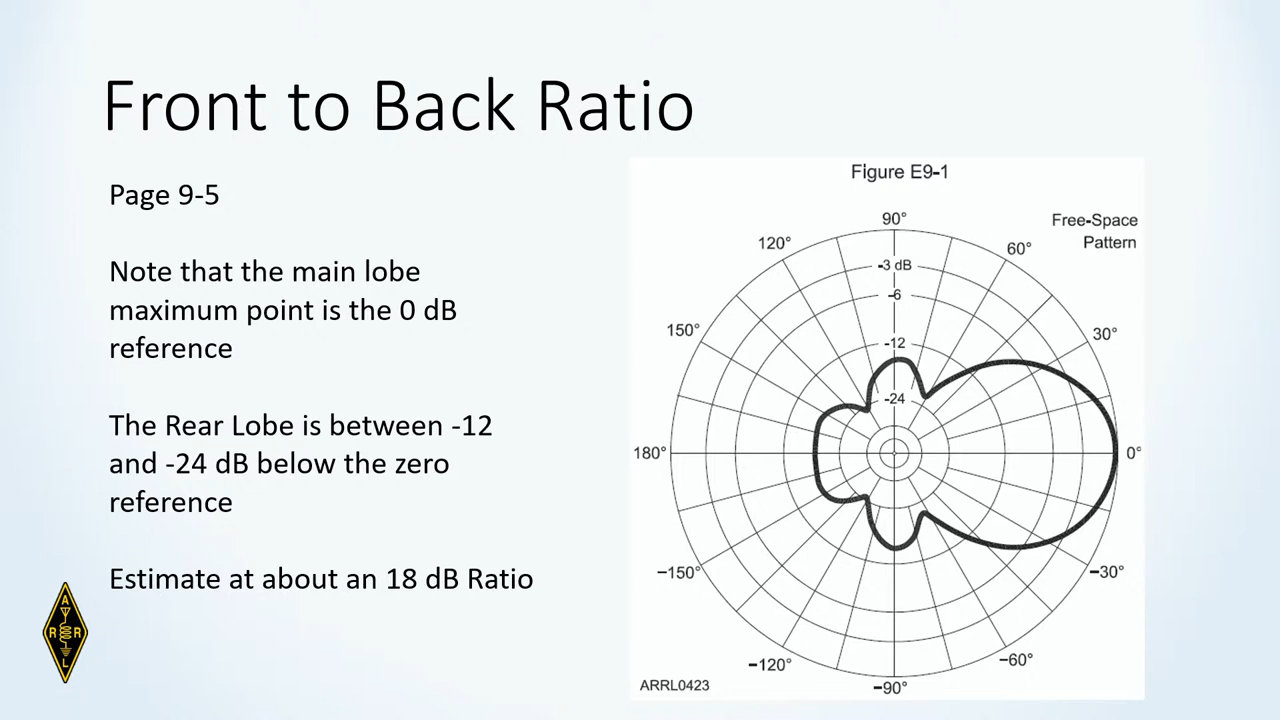 Front to Back Ratio
Page 9-5
Note that the main lobe
maximum point is the 0 dB
reference
The Rear Lobe is between -12
and -24 dB below the zero
reference
Estimate at about an 18 dB Ratio
A
R R
L
Figure E9-1
Free-Space
Pattern
90°
120°
60°
-3 dB
-6
150°
30°
-12
-24
180°
0°
−150°
−30°
−120°
−60°
−90°
ARRL0423